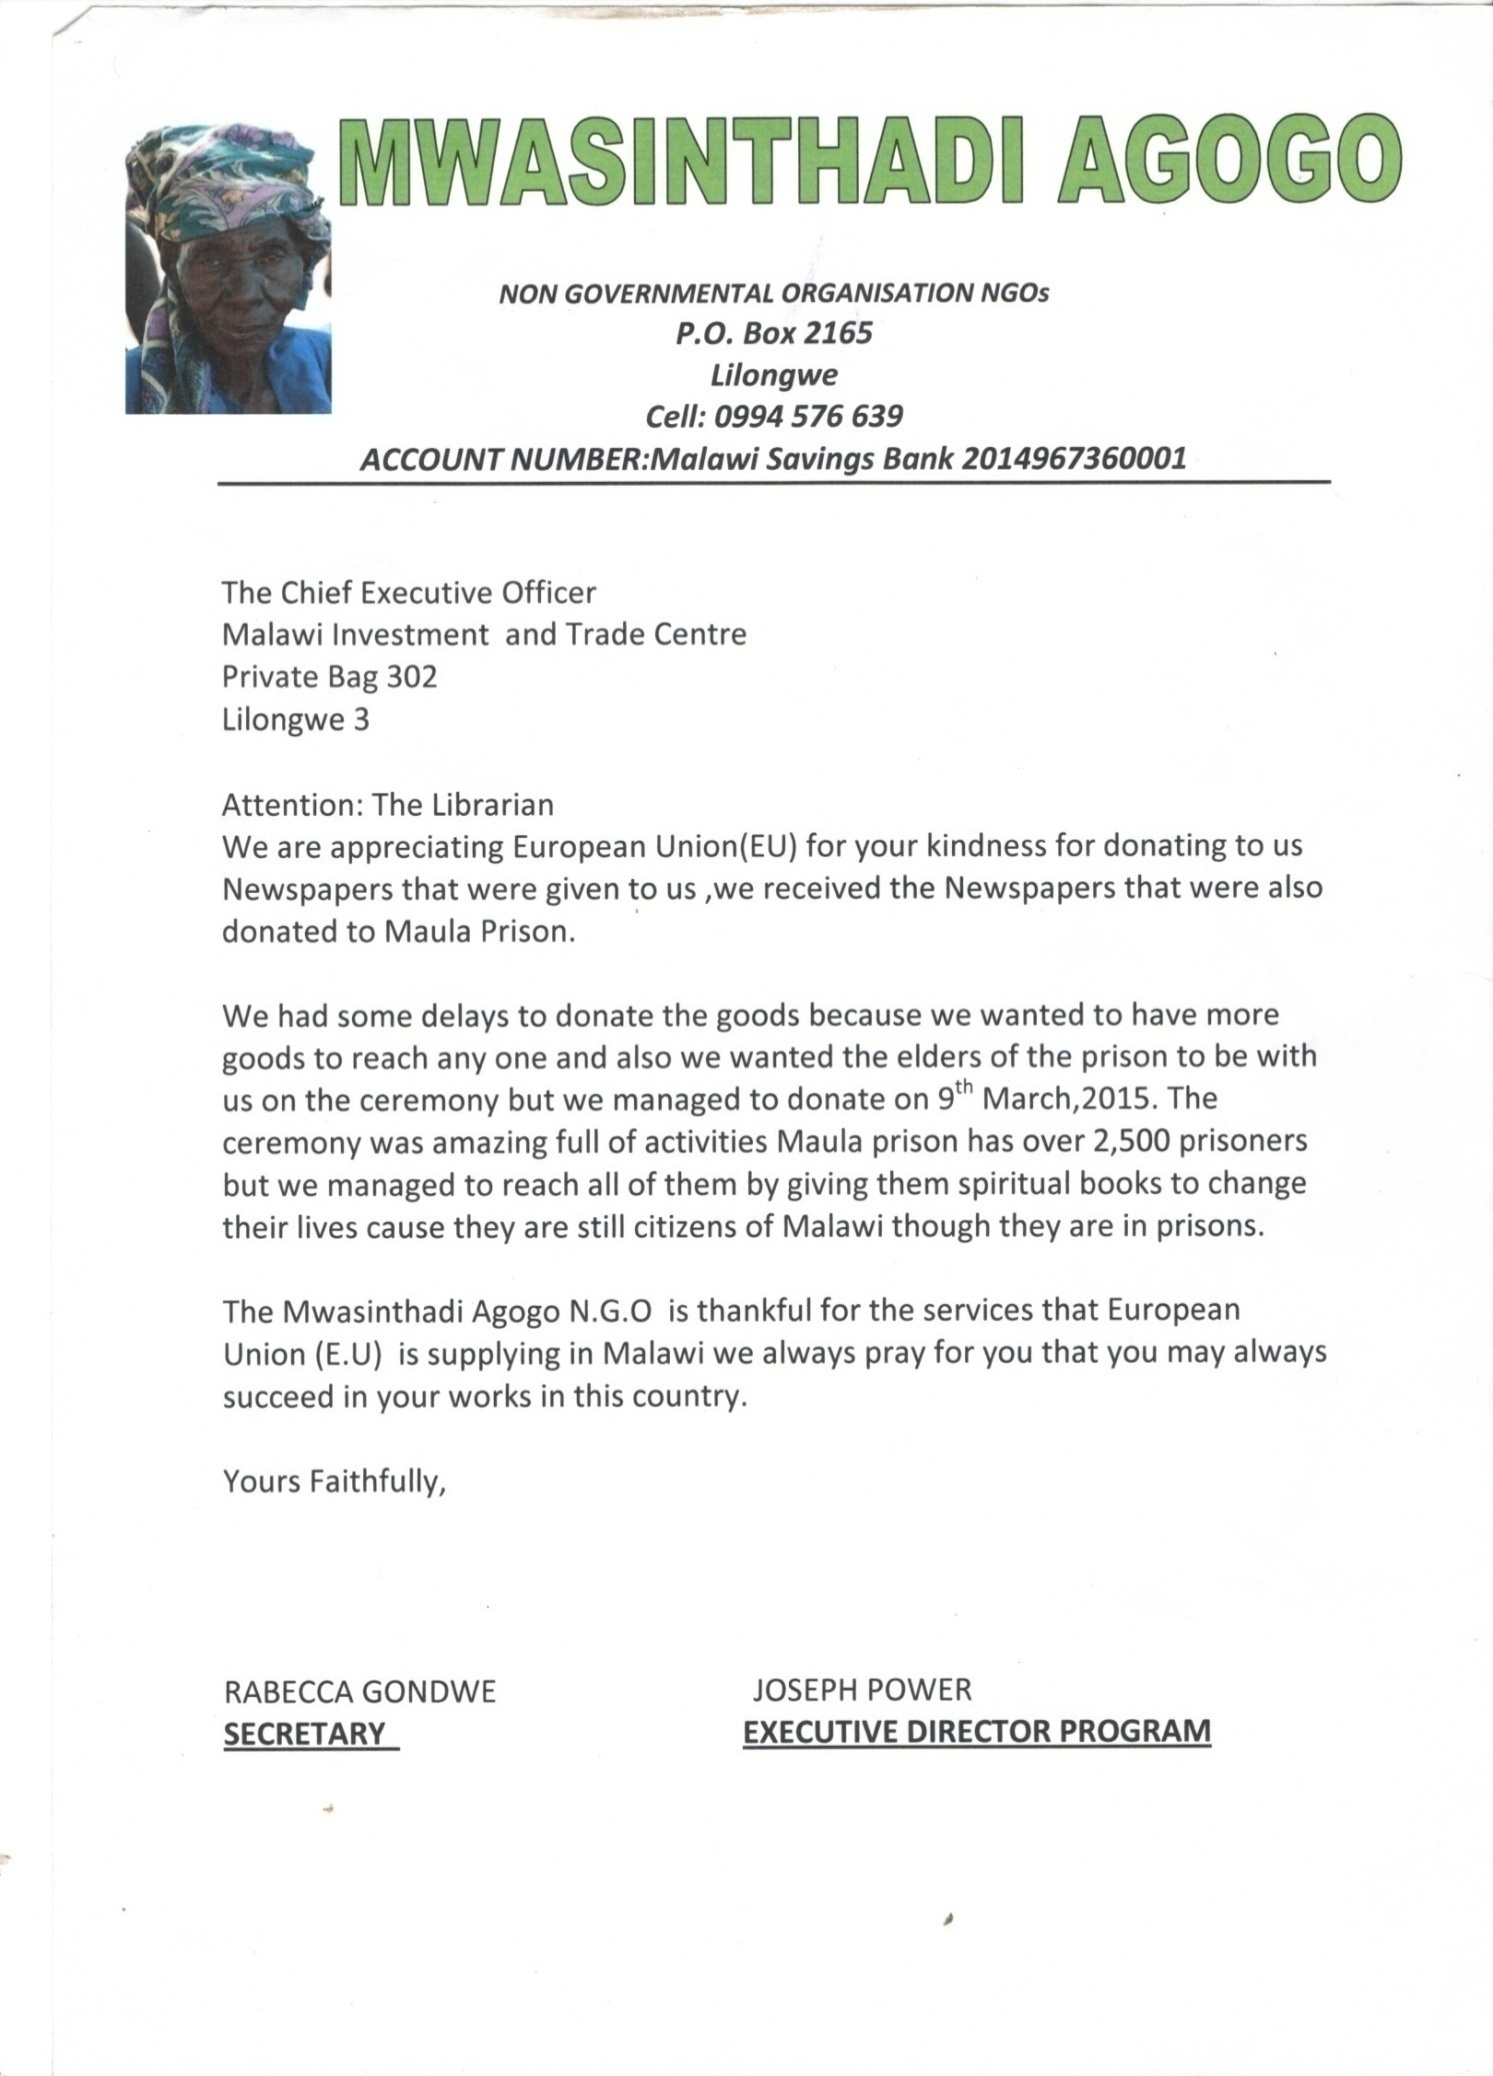 MWASINTHADI AGOGO
NON GOVERNMENTAL ORGANISATION NGOs
P.O. Box 2165
Lilongwe
Cell: 0994 576 639
ACCOUNT NUMBER:Malawi Savings Bank 2014967360001
The Chief Executive Officer
Malawi Investment  and Trade Centre
Private Bag 302
Lilongwe 3
Attention: The Librarian
We are appreciating European Union(EU) for your kindness for donating to us
Newspapers that were given to us ,we received the Newspapers that were also
donated to Maula Prison.
We had some delays to donate the goods because we wanted to have more
goods to reach any one and also we wanted the elders of the prison to be with
us on the ceremony but we managed to donate on 9th March,2015. The
ceremony was amazing full of activities Maula prison has over 2,500 prisoners
but we managed to reach all of them by giving them spiritual books to change
their lives cause they are still citizens of Malawi though they are in prisons.
The Mwasinthadi Agogo N.G.O  is thankful for the services that European
Union (E.U)  is supplying in Malawi we always pray for you that you may always
succeed in your works in this country.
Yours Faithfully,
RABECCA GONDWE JOSEPH POWER
SECRETARY EXECUTIVE DIRECTOR PROGRAM